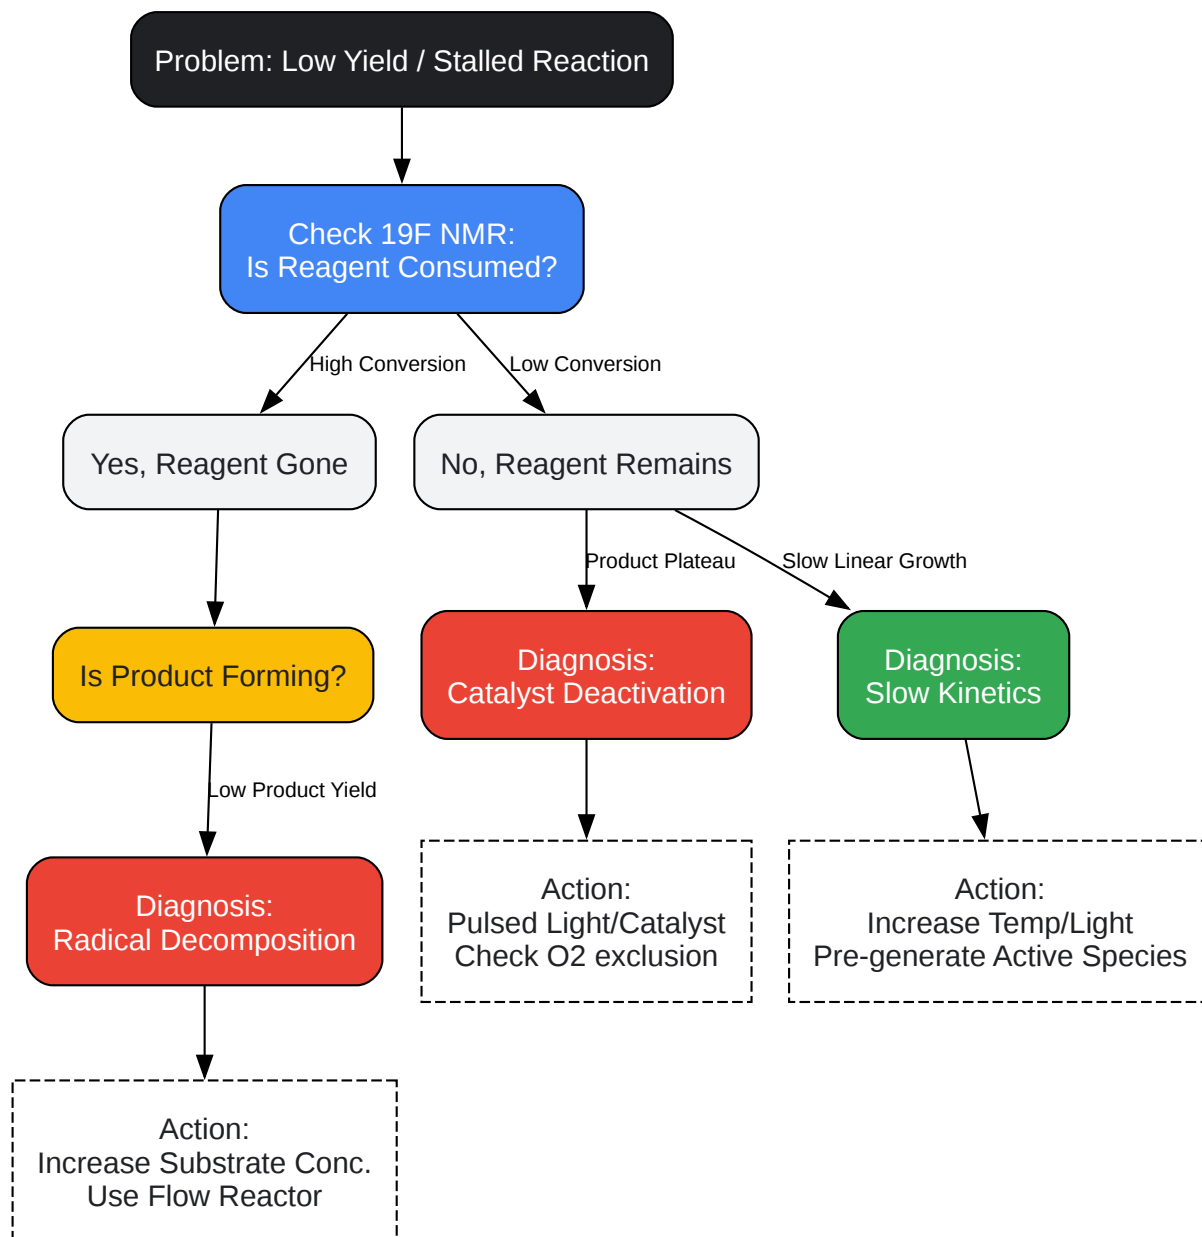 Problem: Low Yield / Stalled Reaction
Check 19F NMR:
Is Reagent Consumed?
High Conversion
Low Conversion
Yes, Reagent Gone
No, Reagent Remains
Product Plateau
Slow Linear Growth
Is Product Forming?
Diagnosis:
Catalyst Deactivation
Diagnosis:
Slow Kinetics
Low Product Yield
Diagnosis:
Radical Decomposition
Action:
Pulsed Light/Catalyst
Check O2 exclusion
Action:
Increase Temp/Light
Pre-generate Active Species
Action:
Increase Substrate Conc.
Use Flow Reactor